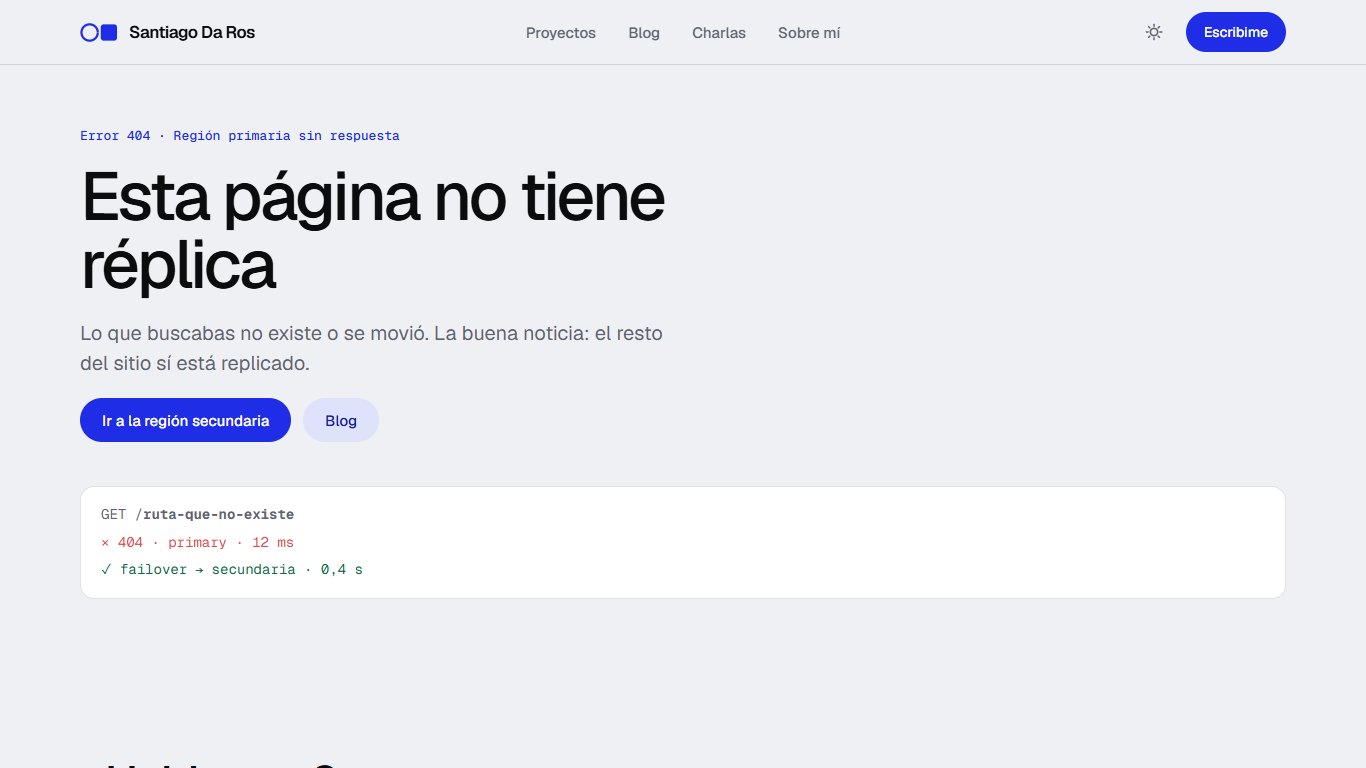 Santiago Da Ros
Proyectos
Blog
Charlas
Sobre mí
Escribime
Error 404 · Región primaria sin respuesta
Esta página no tiene
réplica
Lo que buscabas no existe o se movió. La buena noticia: el resto
del sitio sí está replicado.
Ir a la región secundaria
Blog
GET /ruta-que-no-existe
× 404 · primary · 12 ms
✓ failover → secundaria · 0,4 s